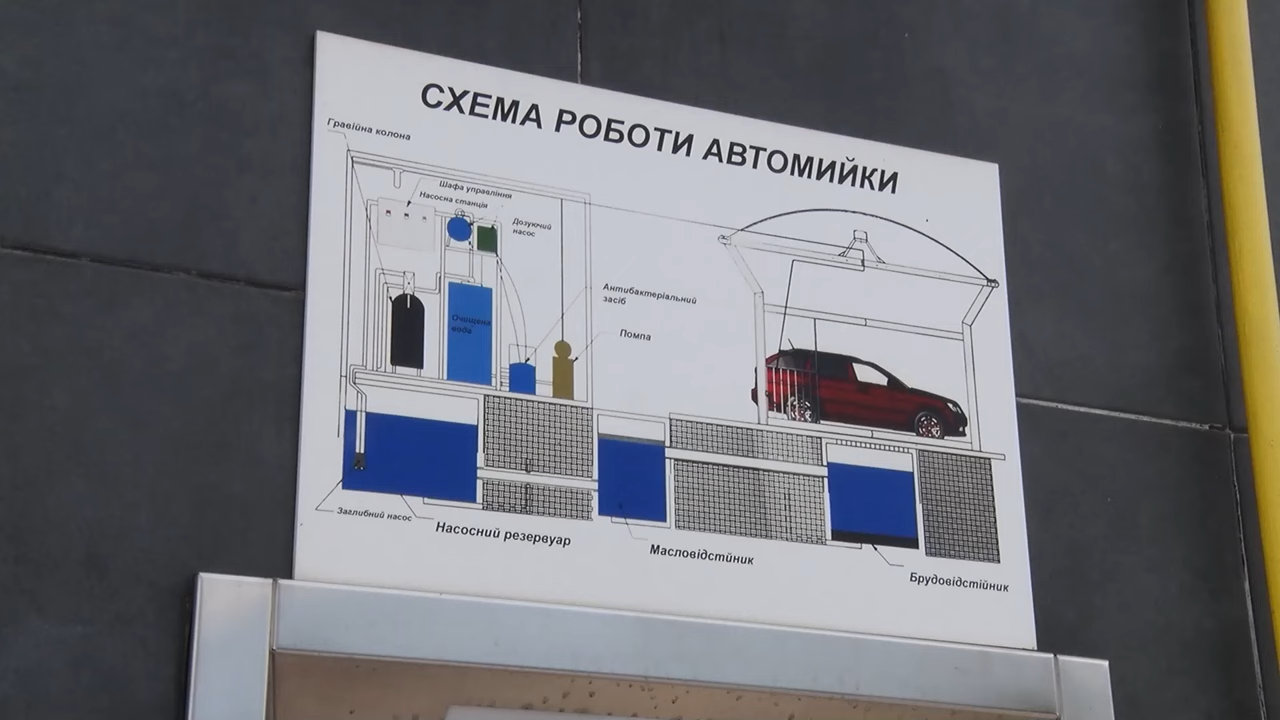 СХЕМА РОБОТИ АВТОМИЙКИ
Гравійна колона
Шафа управління
Насосна станція
Дозуючий
насос
Очищена
вода
Антибактеріальний
засіб
Помпа
Заглибний насос
Насосний резервуар
Масловідстйник
Брудовідстійник